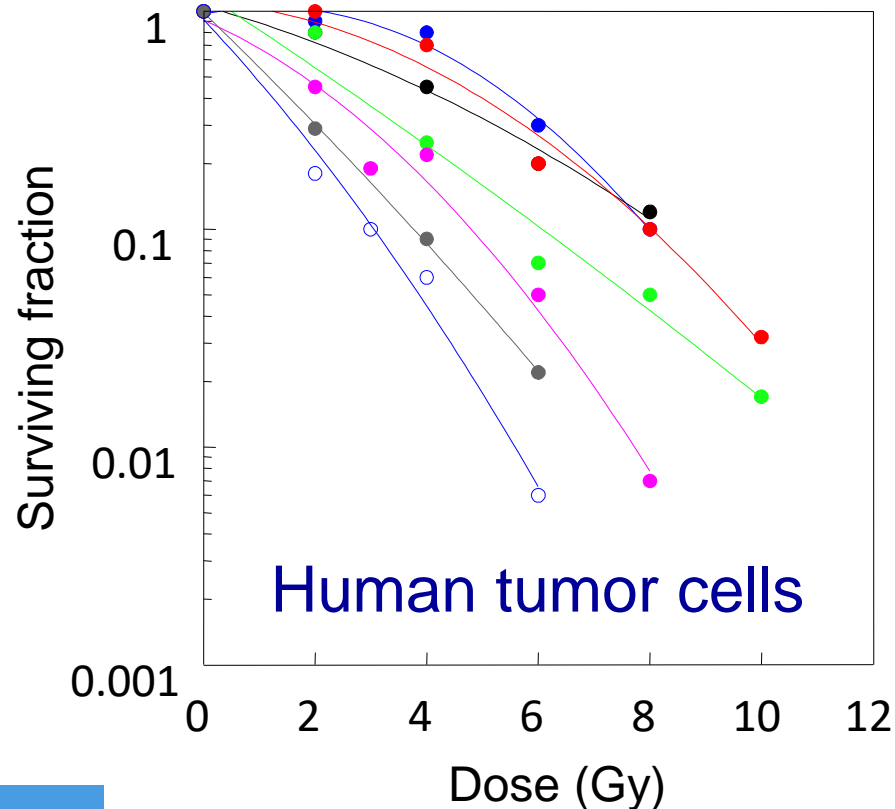 1
0.1
0.01
0.001
Surviving fraction
Human tumor cells
0 2 4 6 8 10 12
Dose (Gy)